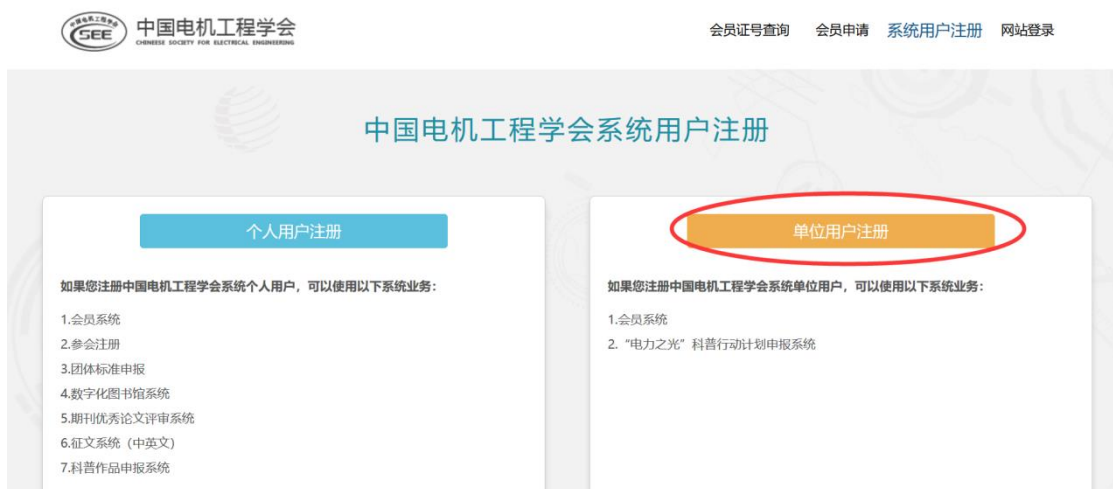 CSEE
中国电机工程学会
CHINESE SOCIETY FOR ELECTRICAL ENGINEERING
会员证号查询 会员申请 系统用户注册 网站登录
中国电机工程学会系统用户注册
个人用户注册
如果您注册中国电机工程学会系统个人用户，可以使用以下系统业务：
1.会员系统
2.参会注册
3.团体标准申报
4.数字化图书馆系统
5.期刊优秀论文评审系统
6.征文系统（中英文）
7.科普作品申报系统
单位用户注册
如果您注册中国电机工程学会系统单位用户，可以使用以下系统业务：
1.会员系统
2.“电力之光”科普行动计划申报系统